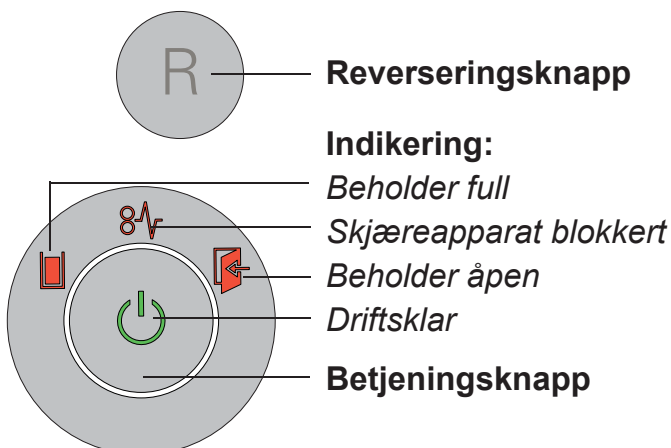 R
Reverseringsknapp
Indikering:
Beholder full
Skjæreapparat blokkert
Beholder åpen
Driftsklar
Betjeningsknapp